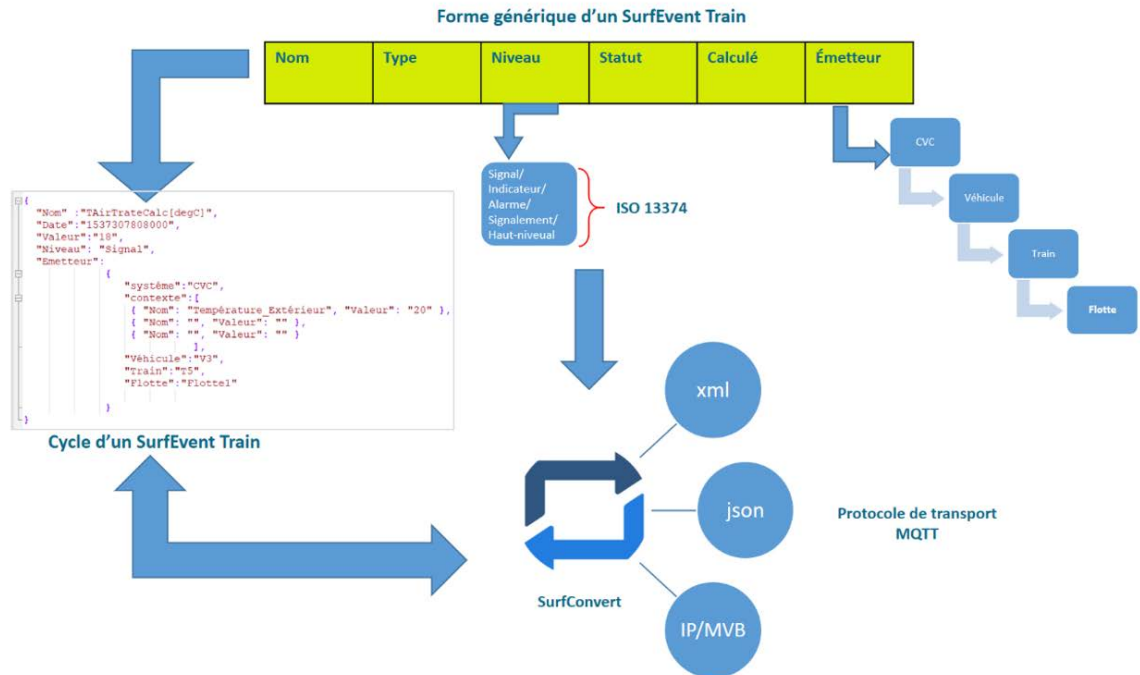 Forme générique d'un SurfEvent Train
Nom Type Niveau Statut Calculé Émetteur
Signal/
Indicateur/
Alarme/
Signalement/
Haut-niveual
ISO 13374
CVC
Véhicule
Train
Flotte
{
"Nom" :"TAirTrateCalc[degC]",
"Date":"1537307808000",
"Valeur":"18",
"Niveau": "Signal",
"Emetteur":
{
"système":"CVC",
"contexte":[
{ "Nom": "Température_Extérieur", "Valeur": "20" },
{ "Nom": "", "Valeur": "" },
{ "Nom": "", "Valeur": "" }
],
"Véhicule":"V3",
"Train":"T5",
"Flotte":"Flotte1"
}
}
Cycle d'un SurfEvent Train
xml
json
IP/MVB
SurfConvert
Protocole de transport
MQTT